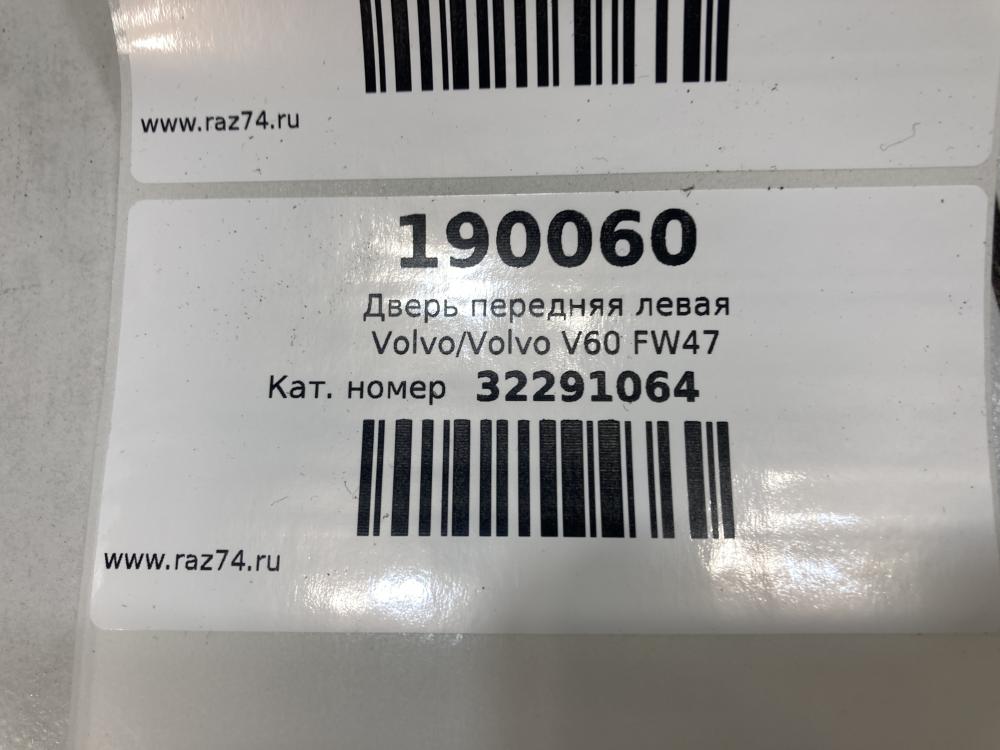 www.raz74.ru
190060
Дверь передняя левая
Volvo/Volvo V60 FW47
Кат. номер 32291064
www.raz74.ru